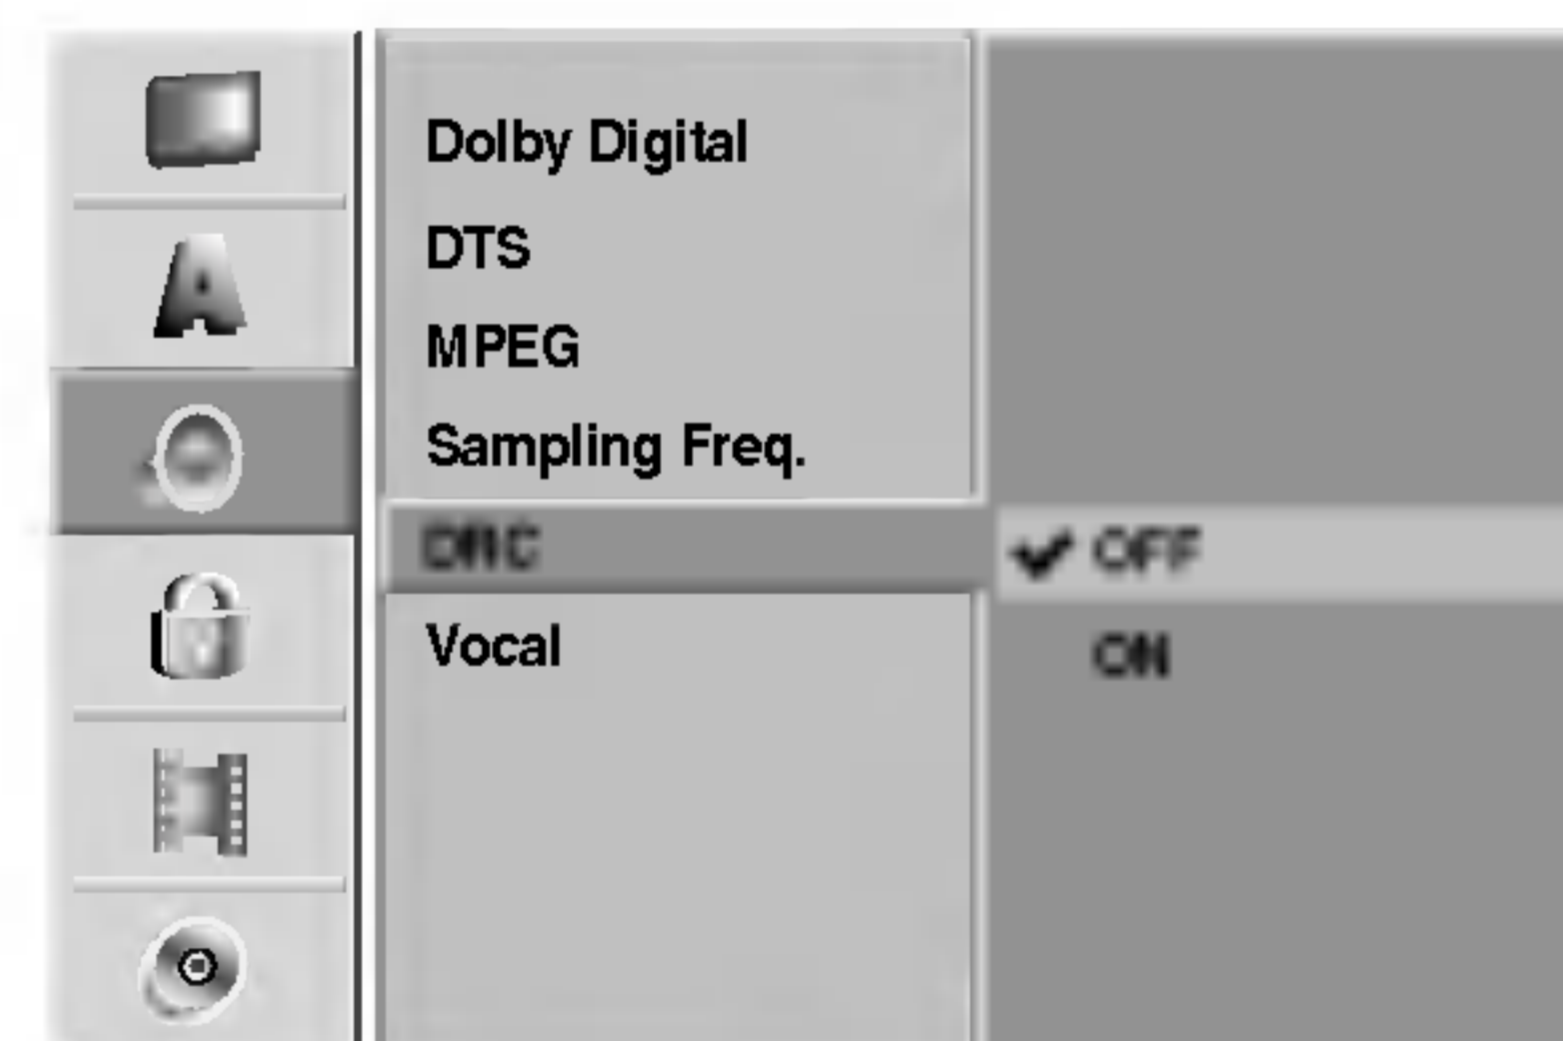 Dolby Digital
DTS
MPEG
Sampling Freq.
DRC
OFF
ON
Vocal